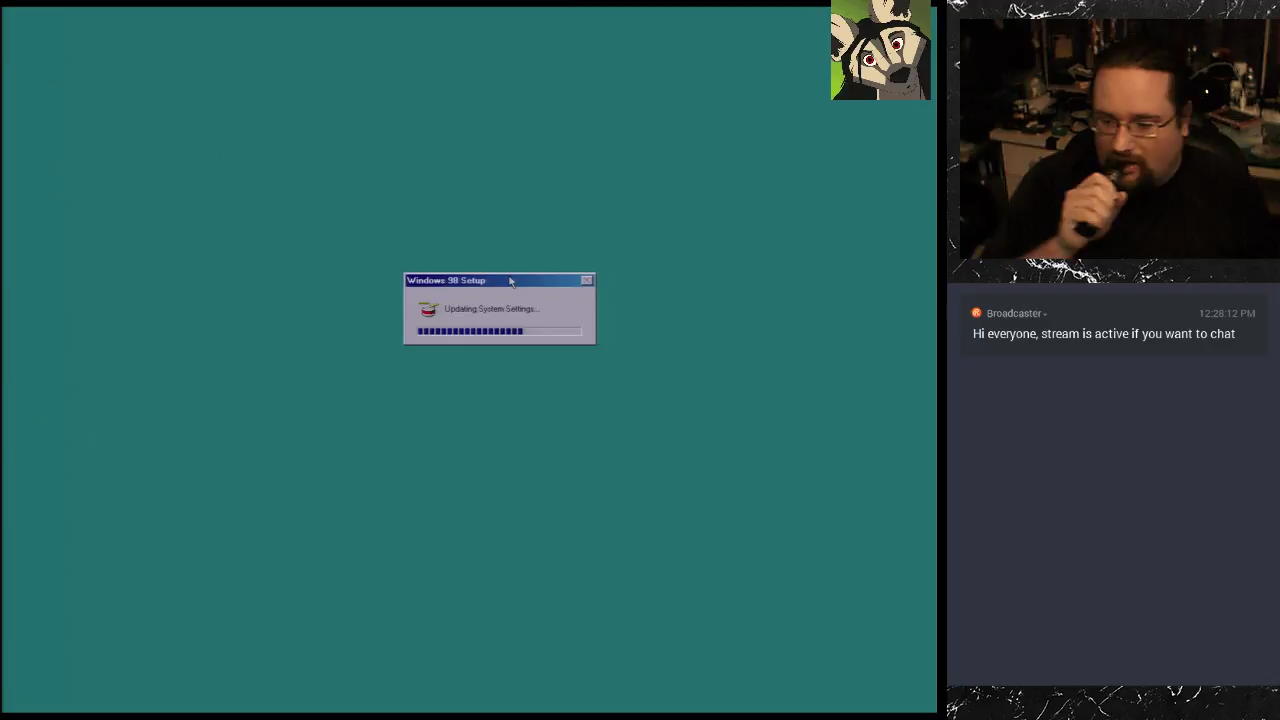 Windows 98 Setup
Updating System Settings...
Broadcaster
12:28:12 PM
Hi everyone, stream is active if you want to chat